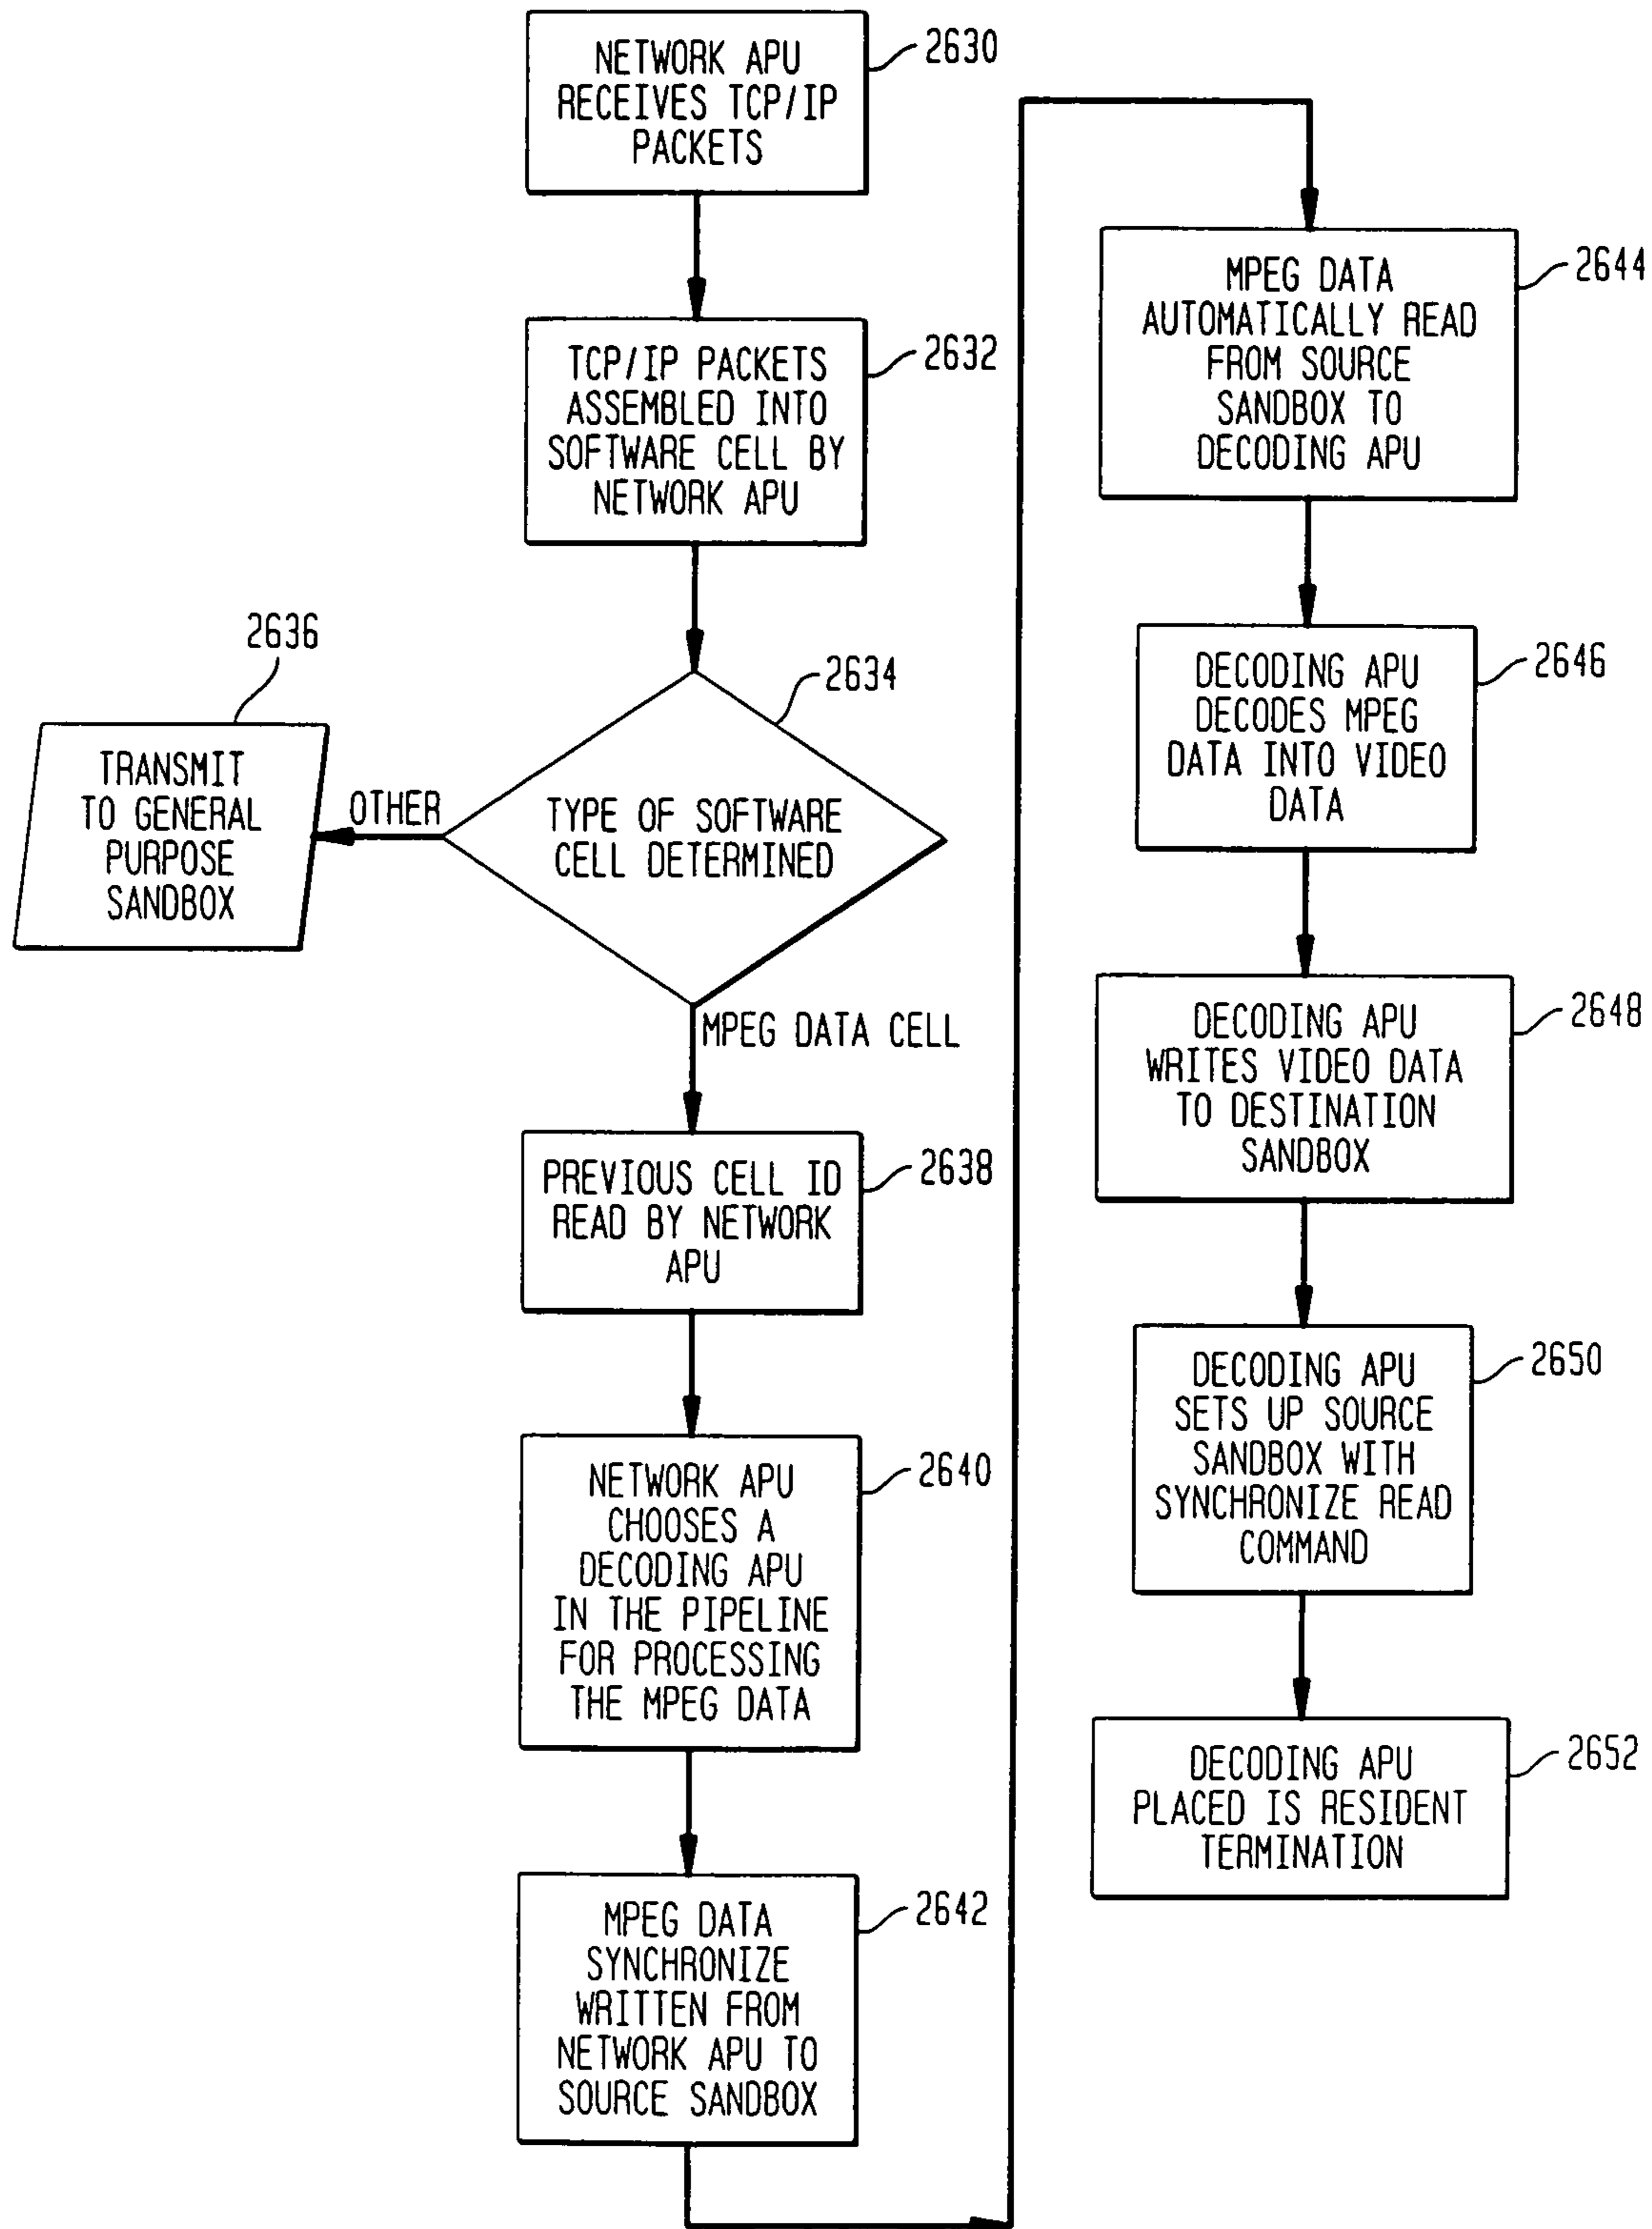 NETWORK APU
RECEIVES TCP/IP
PACKETS
2630
TCP/IP PACKETS
ASSEMBLED INTO
SOFTWARE CELL BY
NETWORK APU
2632
TYPE OF SOFTWARE
CELL DETERMINED
2634
OTHER
2636
TRANSMIT
TO GENERAL
PURPOSE
SANDBOX
MPEG DATA CELL
PREVIOUS CELL ID
READ BY NETWORK
APU
2638
NETWORK APU
CHOOSES A
DECODING APU
IN THE PIPELINE
FOR PROCESSING
THE MPEG DATA
2640
MPEG DATA
SYNCHRONIZE
WRITTEN FROM
NETWORK APU TO
SOURCE SANDBOX
2642
MPEG DATA
AUTOMATICALLY READ
FROM SOURCE
SANDBOX TO
DECODING APU
2644
DECODING APU
DECODES MPEG
DATA INTO VIDEO
DATA
2646
DECODING APU
WRITES VIDEO DATA
TO DESTINATION
SANDBOX
2648
DECODING APU
SETS UP SOURCE
SANDBOX WITH
SYNCHRONIZE READ
COMMAND
2650
DECODING APU
PLACED IS RESIDENT
TERMINATION
2652